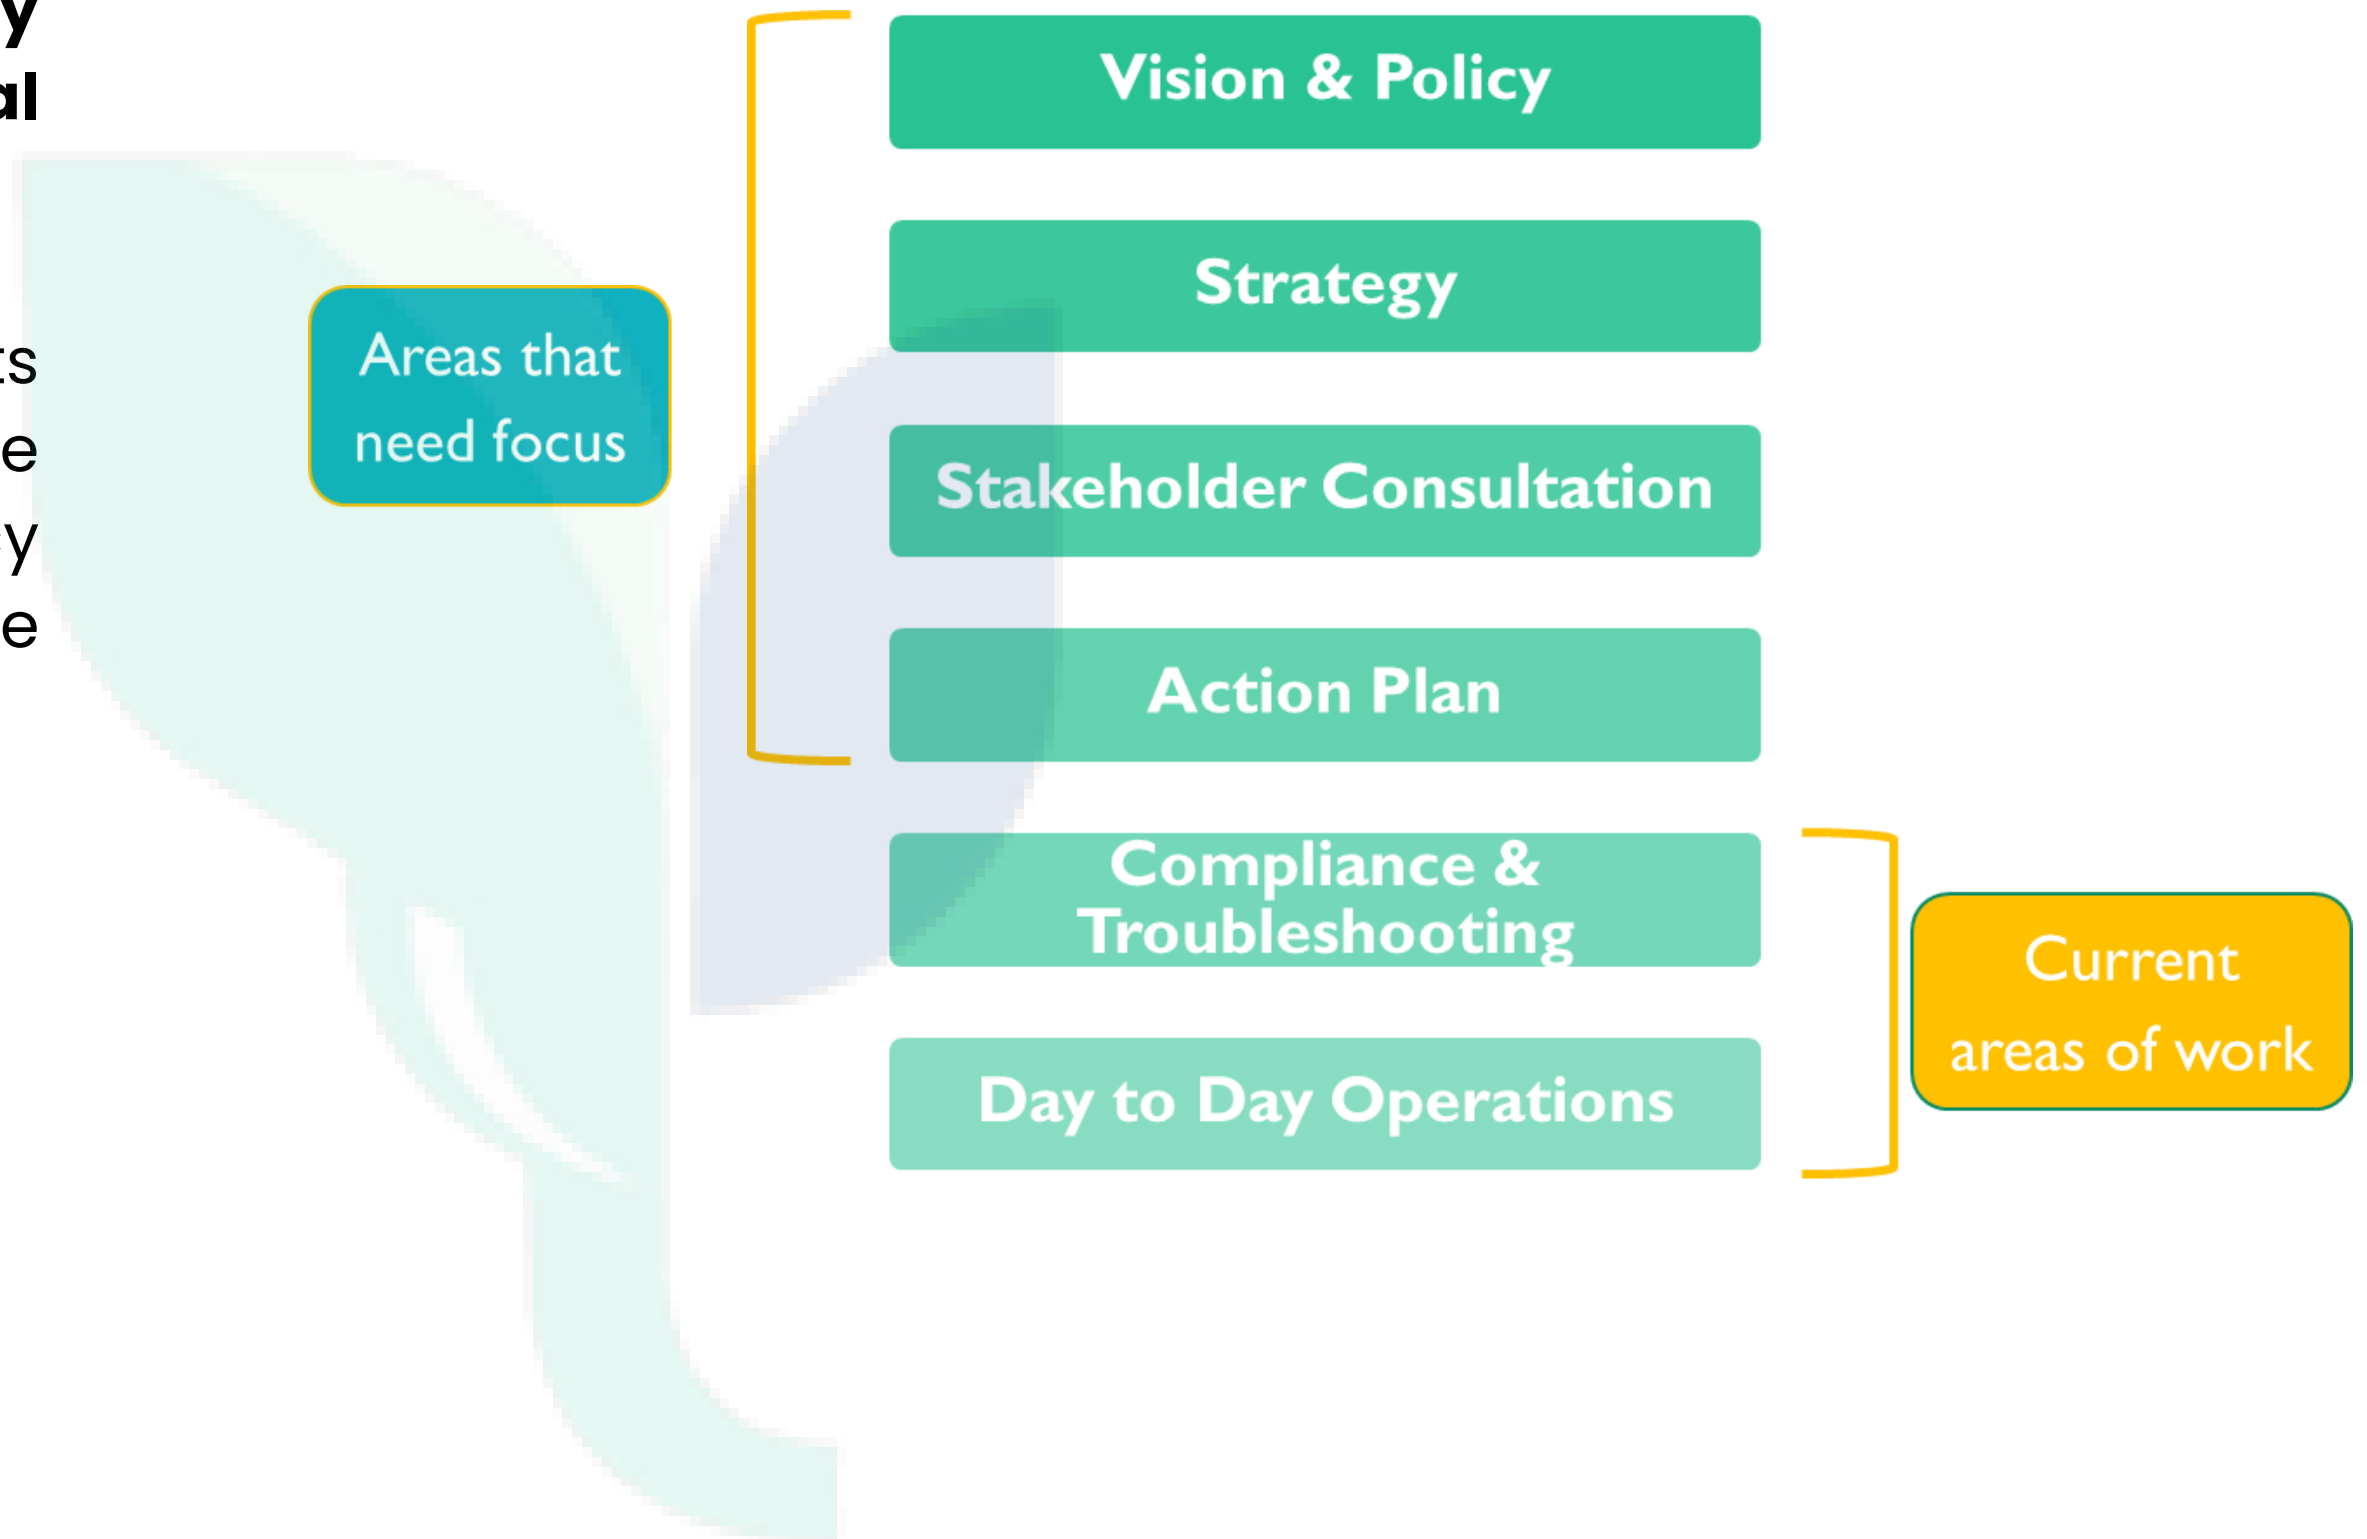 Areas that
need focus
Vision & Policy
Strategy
Stakeholder Consultation
Action Plan
Compliance &
Troubleshooting
Day to Day Operations
Current
areas of work